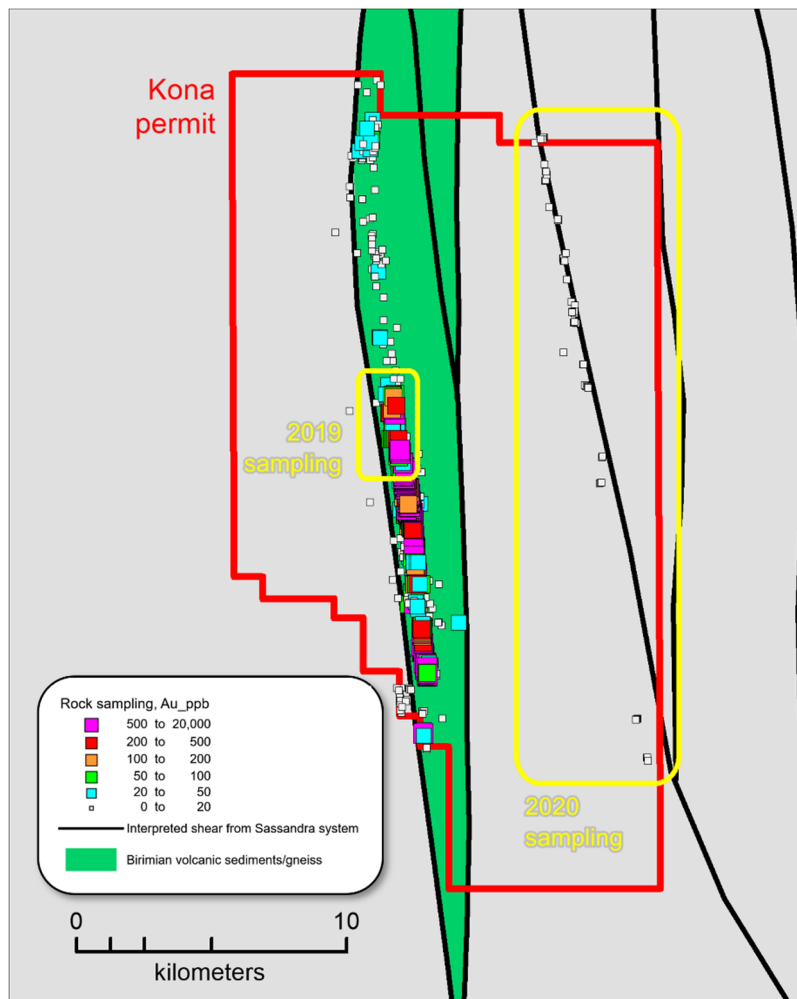 Kona
permit
2019
sampling
Rock sampling, Au_ppb
500 to 20,000
200 to 500
100 to 200
50 to 100
20 to 50
0 to 20
Interpreted shear from Sassandra system
Birimian volcanic sediments/gneiss
2020
sampling
0 10
kilometers